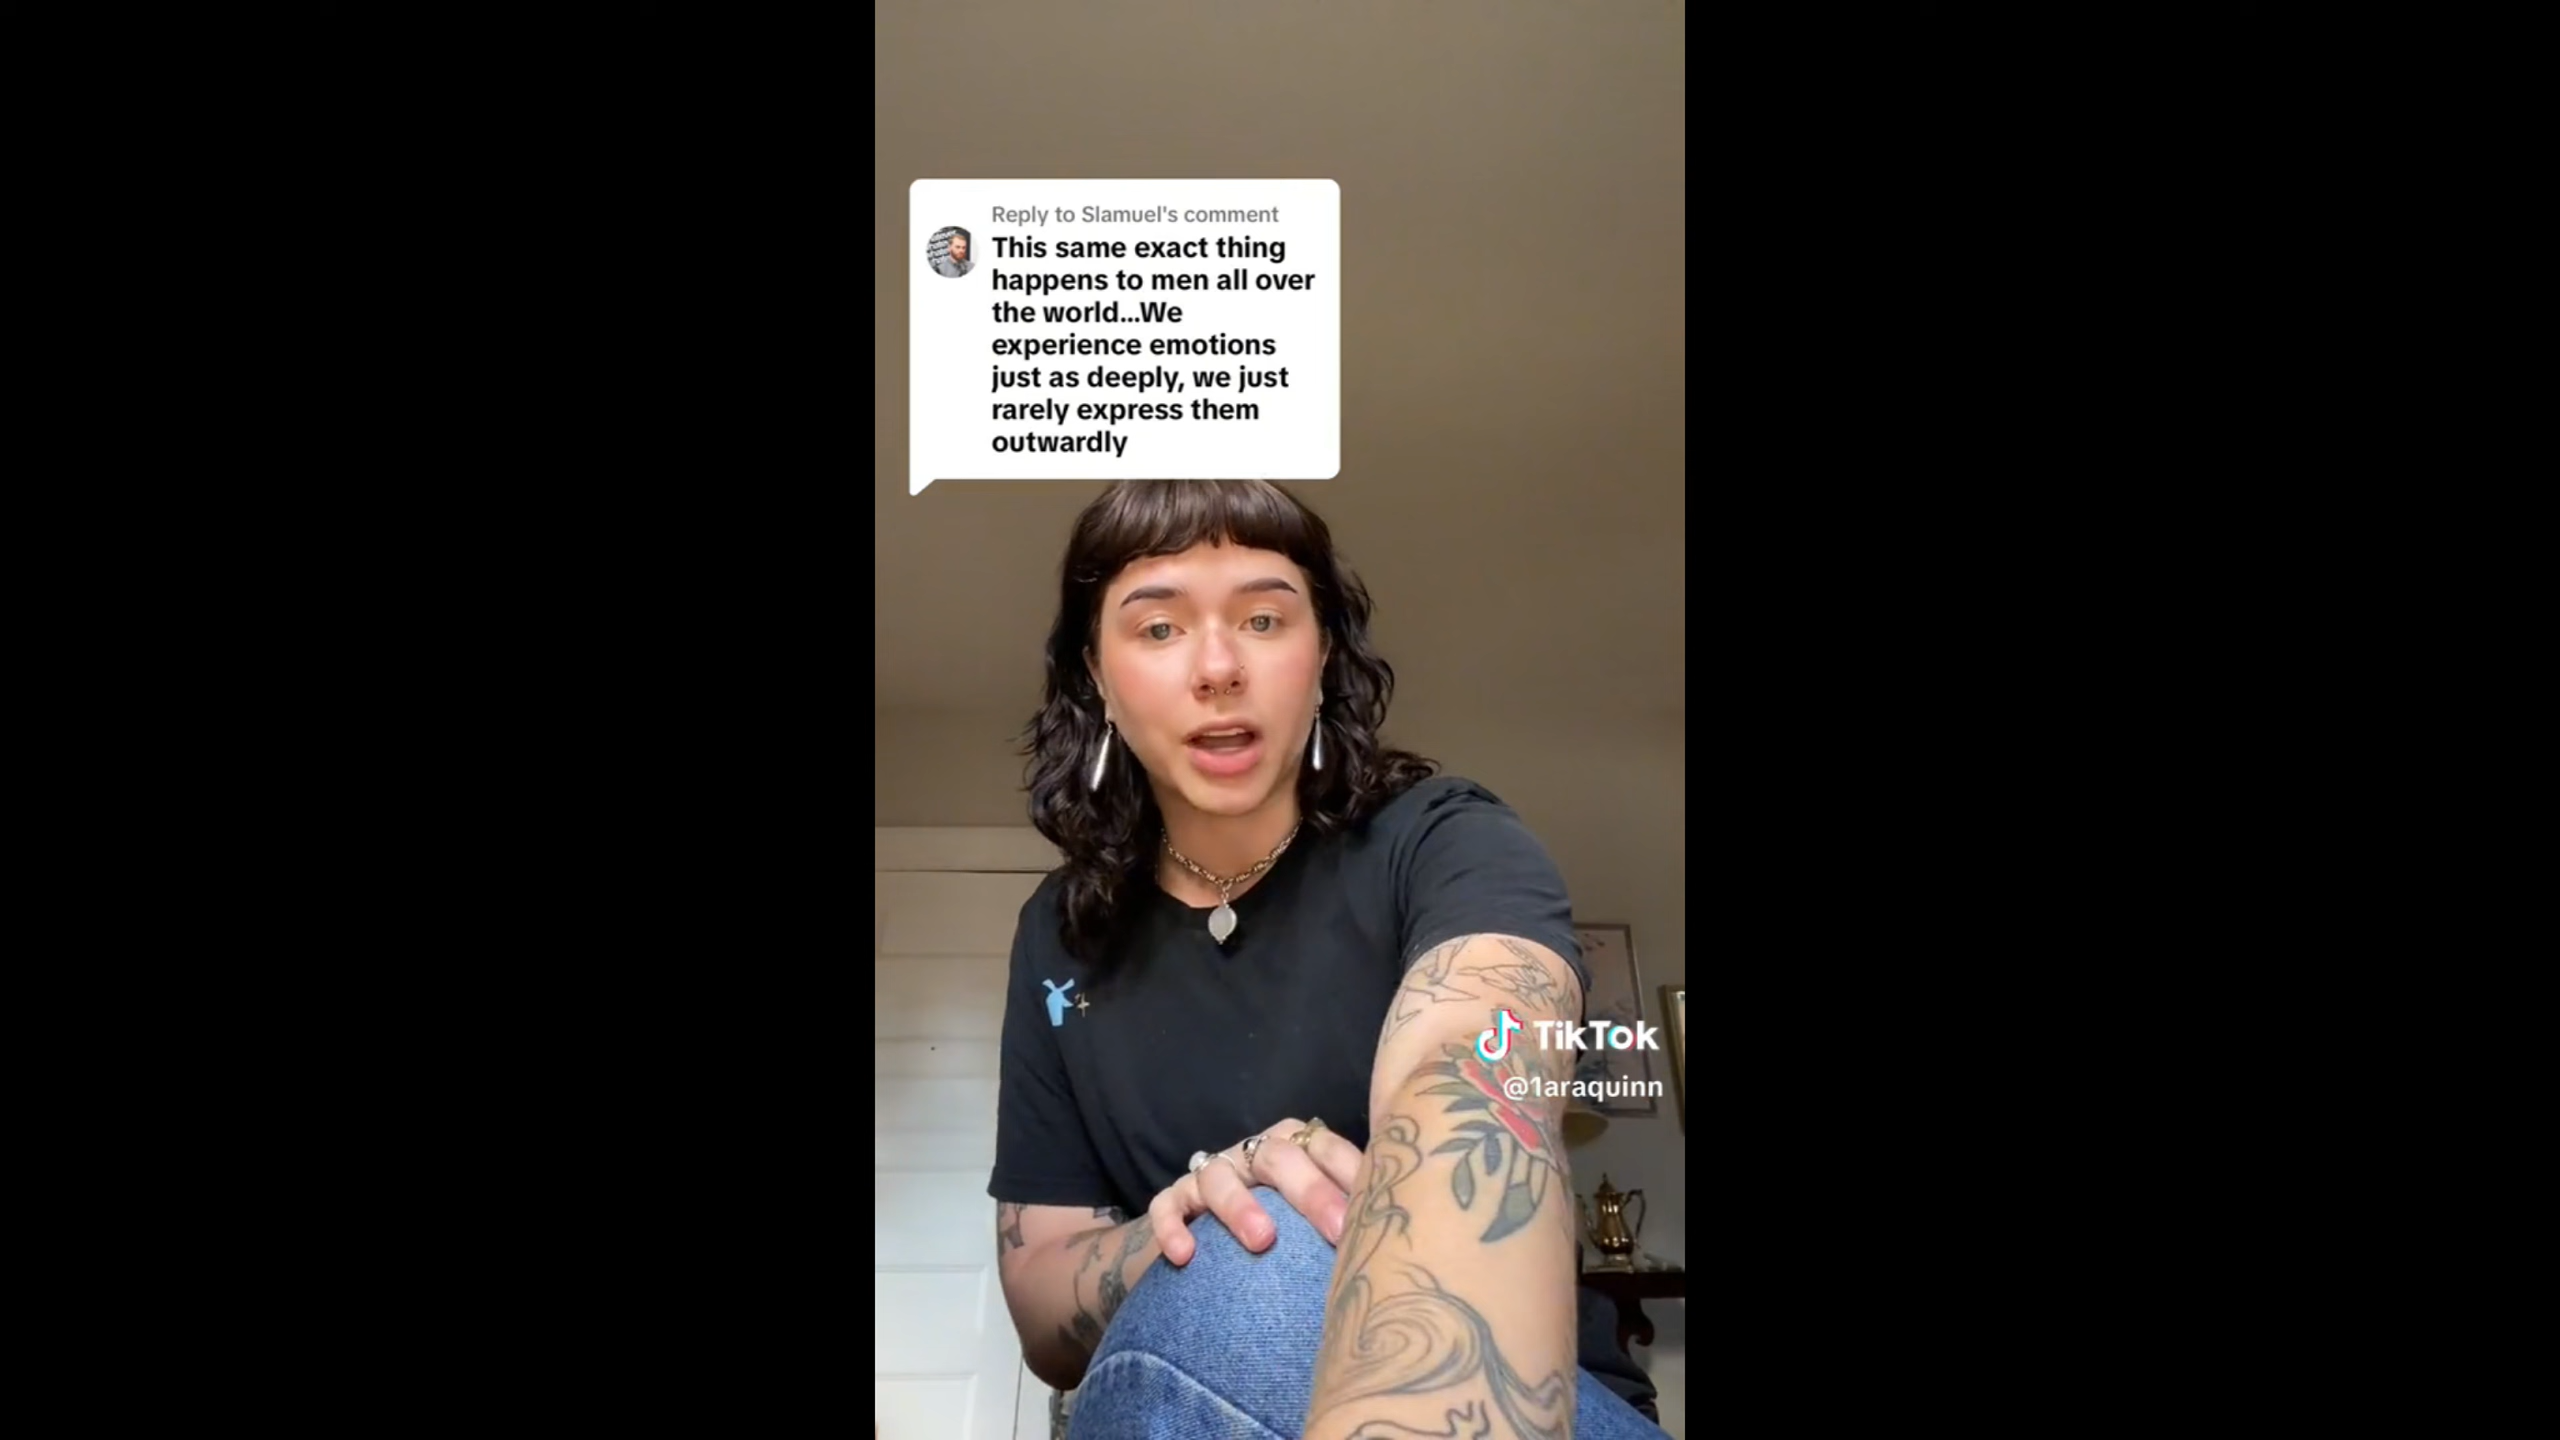 Reply to Slamuel's comment
This same exact thing
happens to men all over
the world...We
experience emotions
just as deeply, we just
rarely express them
outwardly
TikTok
@1araquinn